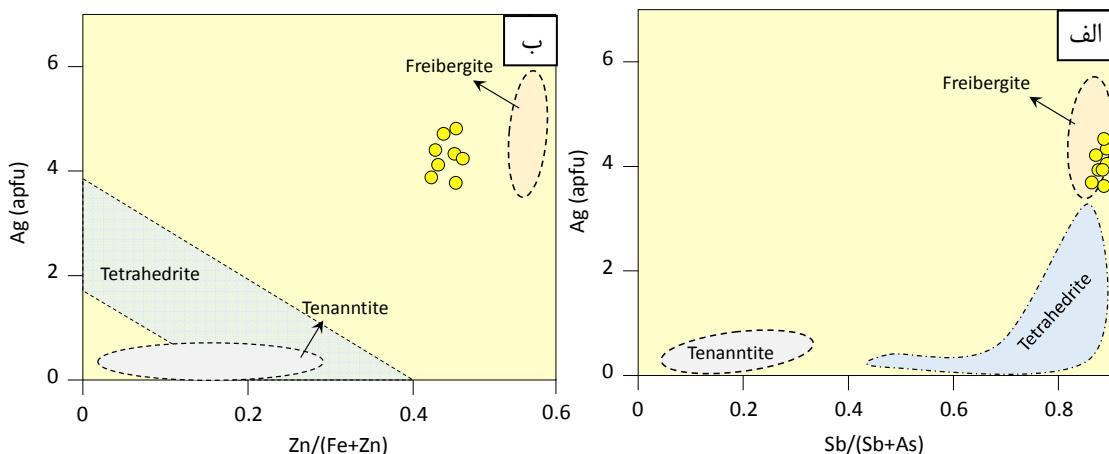 ب
Freibergite
Tetrahedrite
Tenanntite
Ag (apfu)
6
4
2
0
0
0.2
0.4
0.6
Zn/(Fe+Zn)
الف
Freibergite
Tetrahedrite
Tenanntite
Ag (apfu)
6
4
2
0
0
0.2
0.4
0.6
0.8
Sb/(Sb+As)